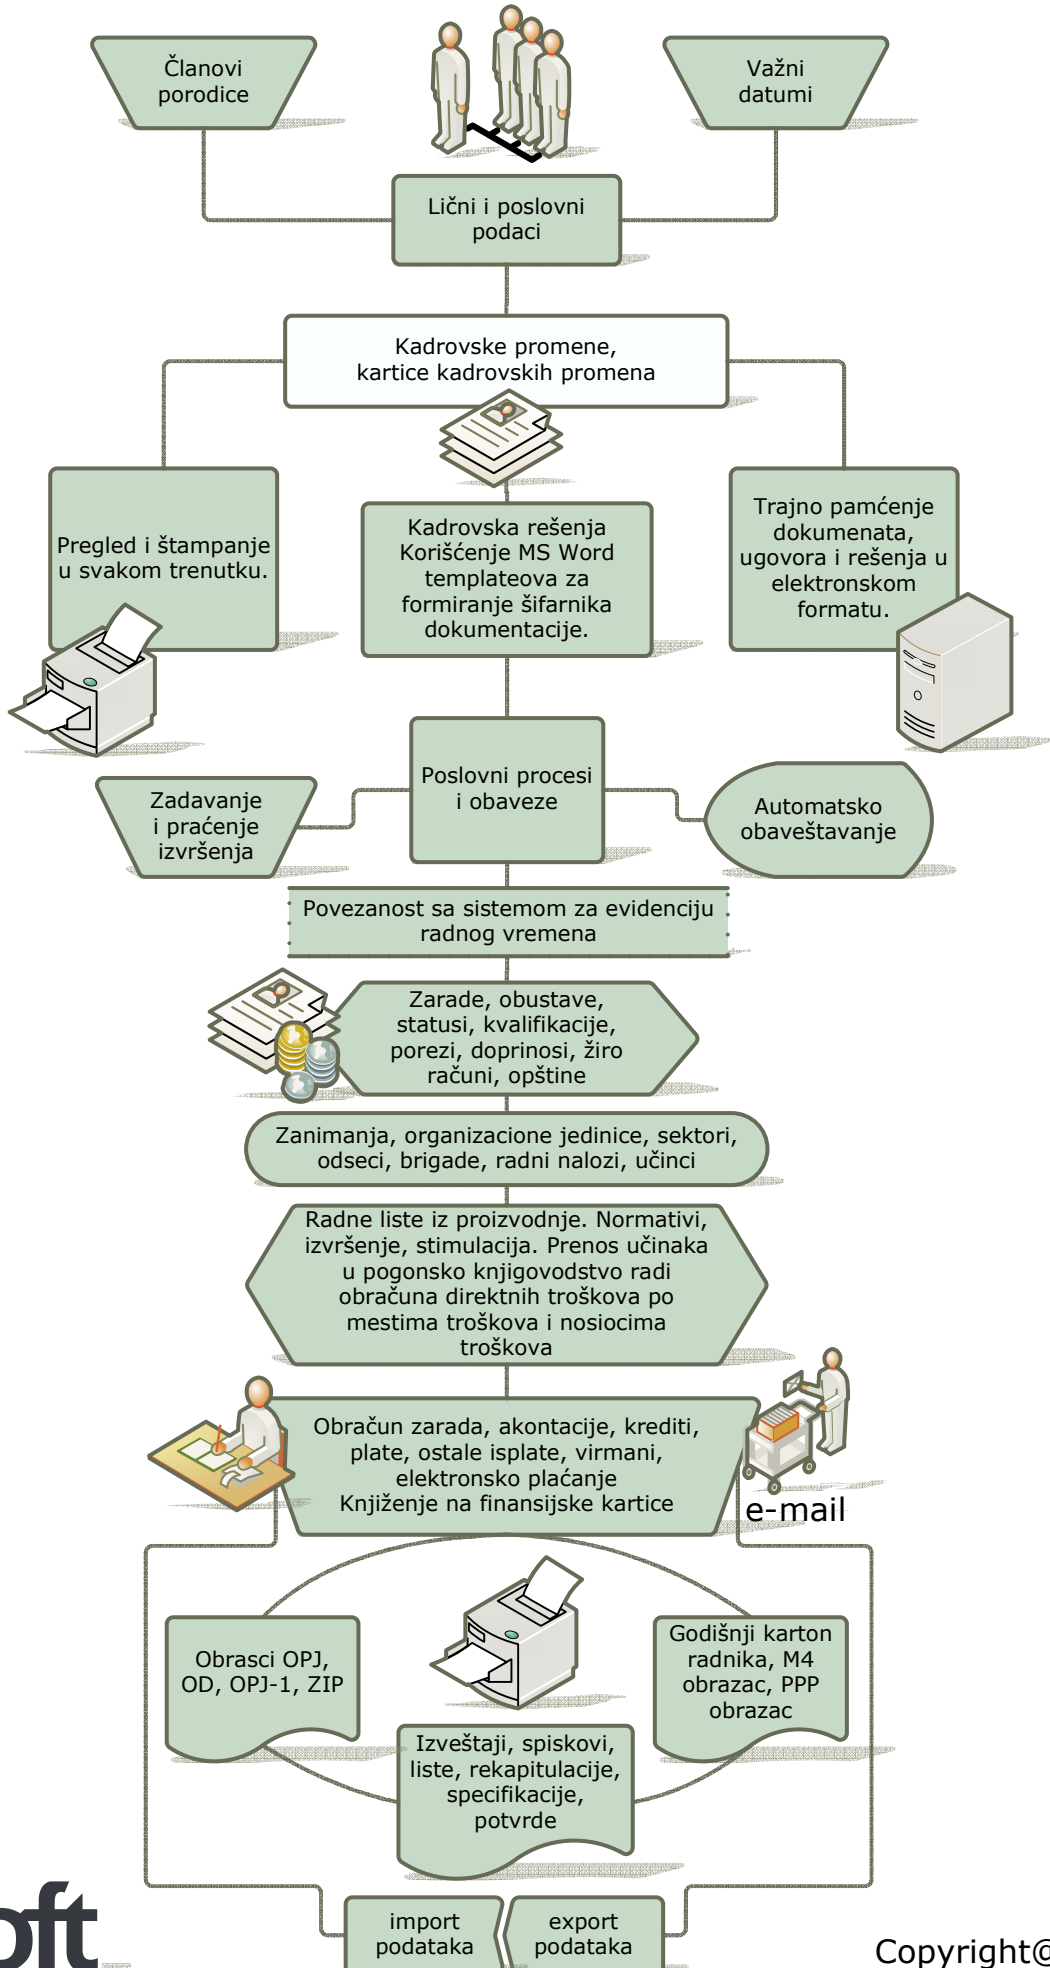 Članovi
porodice
Važni
datumi
Lični i poslovni
podaci
Kadrovske promene,
kartice kadrovskih promena
Pregled i štampanje
u svakom trenutku.
Kadrovska rešenja
Korišćenje MS Word
templateova za
formiranje šifarnika
dokumentacije.
Trajno pamćenje
dokumenata,
ugovora i rešenja u
elektronskom
formatu.
Poslovni procesi
i obaveze
Zadavanje
i praćenje
izvršenja
Automatsko
obaveštavanje
Povezanost sa sistemom za evidenciju
radnog vremena
Zarade, obustave,
statusi, kvalifikacije,
porezi, doprinosi, žiro
računi, opštine
Zanimanja, organizacione jedinice, sektori,
odseci, brigade, radni nalozi, učinci
Radne liste iz proizvodnje. Normativi,
izvršenje, stimulacija. Prenos učinaka
u pogonsko knjigovodstvo radi
obračuna direktnih troškova po
mestima troškova i nosiocima
troškova
Obračun zarada, akontacije, krediti,
plate, ostale isplate, virmani,
elektronsko plaćanje
Knjiženje na finansijske kartice
e-mail
Obrasci OPJ,
OD, OPJ-1, ZIP
Godišnji karton
radnika, M4
obrazac, PPP
obrazac
Izveštaji, spiskovi,
liste, rekapitulacije,
specifikacije,
potvrde
import
podataka
export
podataka
oft
Copyright@